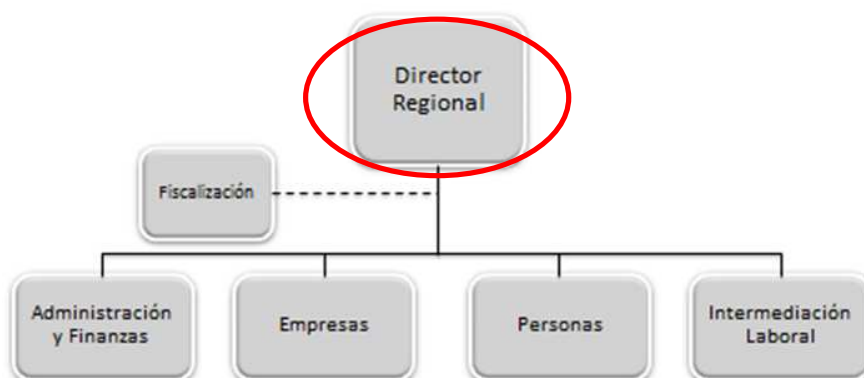 Director
Regional
Fiscalización
Administración
y Finanzas
Empresas
Personas
Intermediación
Laboral